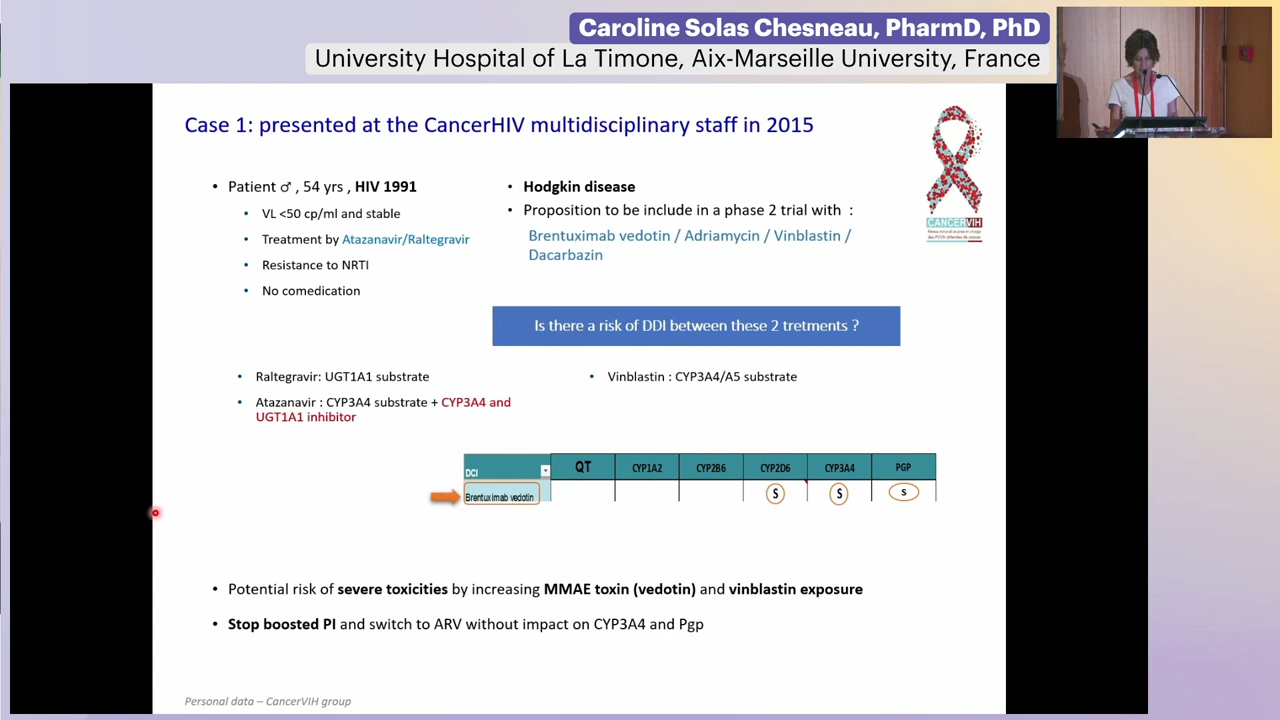 Caroline Solas Chesneau, PharmD, PhD
University Hospital of La Timone, Aix-Marseille University, France
Case 1: presented at the CancerHIV multidisciplinary staff in 2015
• Patient ♂ , 54 yrs , HIV 1991
• VL <50 cp/ml and stable
• Treatment by Atazanavir/Raltegravir
• Resistance to NRTI
• No comedication
• Hodgkin disease
• Proposition to be include in a phase 2 trial with :
Brentuximab vedotin / Adriamycin / Vinblastin /
Dacarbazin
CANCERVIH
Is there a risk of DDI between these 2 tretments ?
• Raltegravir: UGT1A1 substrate
• Atazanavir : CYP3A4 substrate + CYP3A4 and
UGT1A1 inhibitor
• Vinblastin : CYP3A4/A5 substrate
DCI QT CYP1A2 CYP2B6 CYP2D6 CYP3A4 PGP
Brentuximab vedotin S S S
• Potential risk of severe toxicities by increasing MMAE toxin (vedotin) and vinblastin exposure
• Stop boosted PI and switch to ARV without impact on CYP3A4 and Pgp
Personal data – CancerVIH group